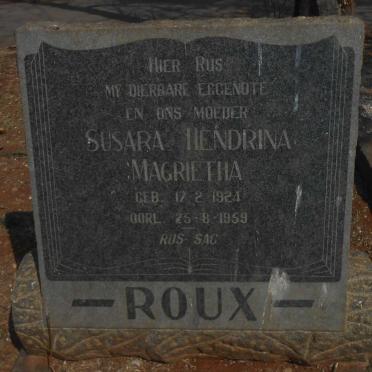 HIER RUS
MY DIERBARE EGGENOTE
EN ONS MOEDER
SUSARA HENDRINA
MAGRIETHA
GEB. 17-2-1924
OORL. 25-8-1959
RUS SAG
ROUX